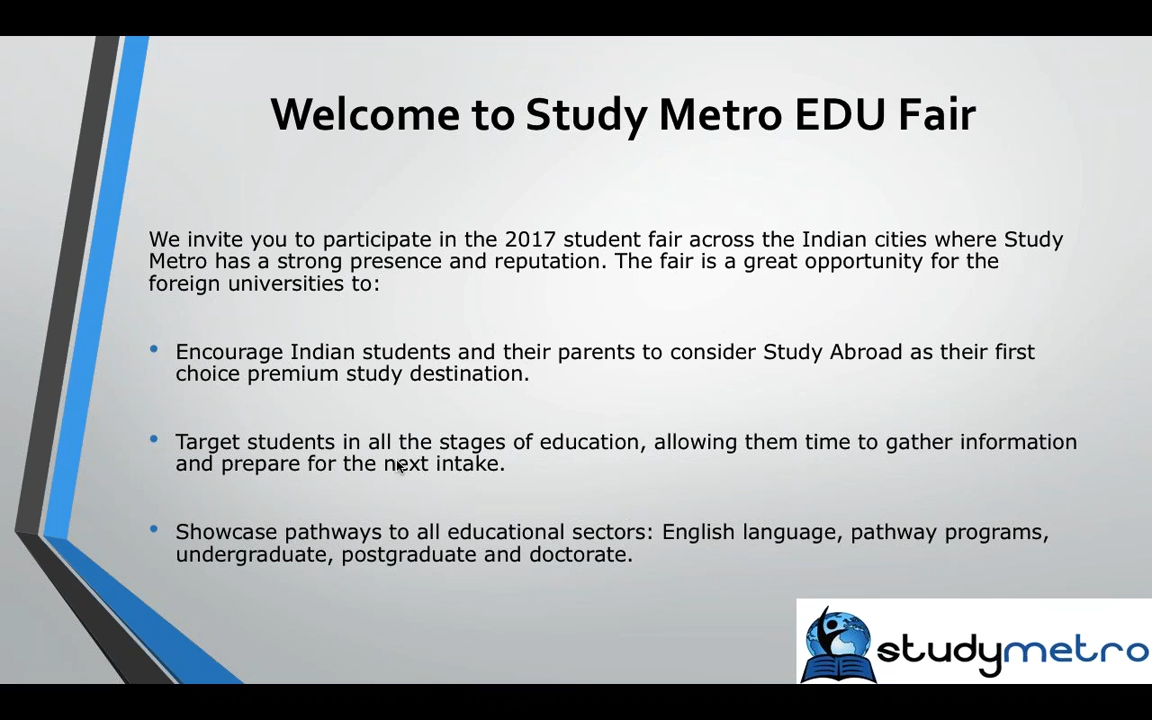 Welcome to Study Metro EDU Fair
We invite you to participate in the 2017 student fair across the Indian cities where Study
Metro has a strong presence and reputation. The fair is a great opportunity for the
foreign universities to:
Encourage Indian students and their parents to consider Study Abroad as their first
choice premium study destination.
Target students in all the stages of education, allowing them time to gather information
and prepare for the next intake.
Showcase pathways to all educational sectors: English language, pathway programs,
undergraduate, postgraduate and doctorate.
studymetro